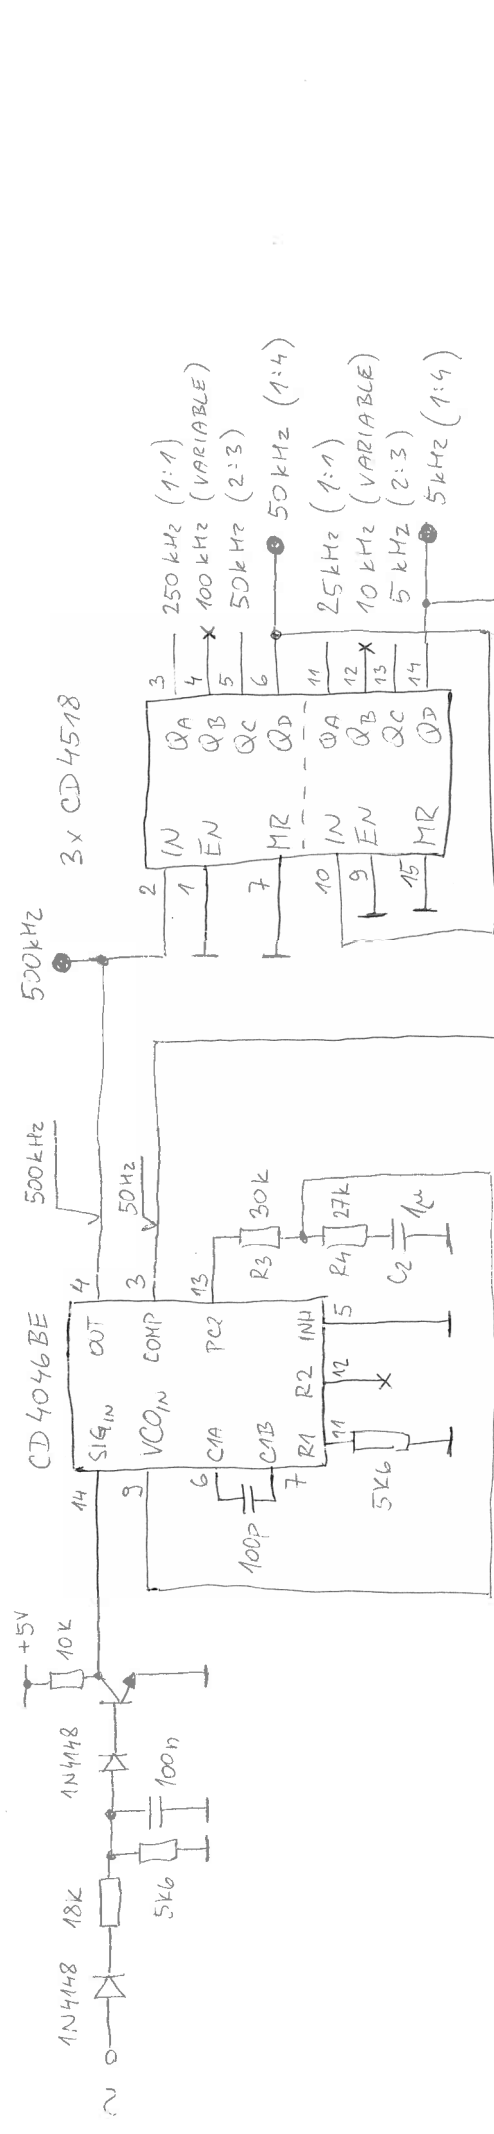 ~
1N4148
18K
5K6
1N4148
100n
+5V
10K
CD4046BE
14
SIG IN
OUT
4
9
VCO IN
COMP
3
6
C1A
PC2
13
100p
C1B
7
R1
R2
INH
11
12
5
5K6
500kHz
50Hz
R3
30K
R4
27K
C2
1µ
500kHz
3x CD4518
2
IN
QA
3
250kHz (1:1)
1
EN
QB
4
100kHz (VARIABLE)
QC
5
50kHz (2:3)
7
MR
QD
6
50kHz (1:4)
10
IN
QA
11
25kHz (1:1)
9
EN
QB
12
10kHz (VARIABLE)
QC
13
5kHz (2:3)
15
MR
QD
14
5kHz (1:4)